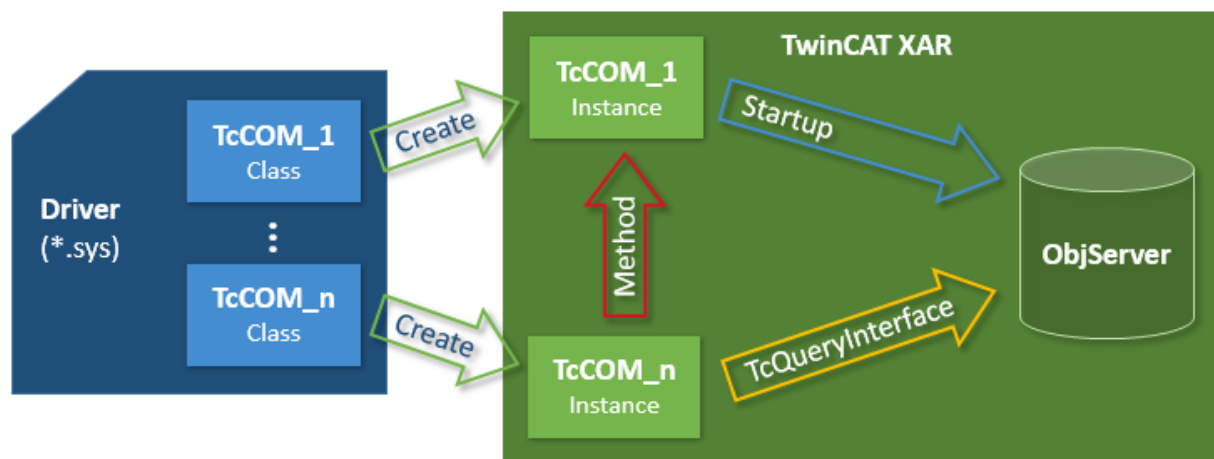 TwinCAT XAR
TcCOM_1
Class
Create
TcCOM_1
Instance
Startup
Driver
(*.sys)
⋮
Method
ObjServer
TcCOM_n
Class
Create
TcCOM_n
Instance
TcQueryInterface